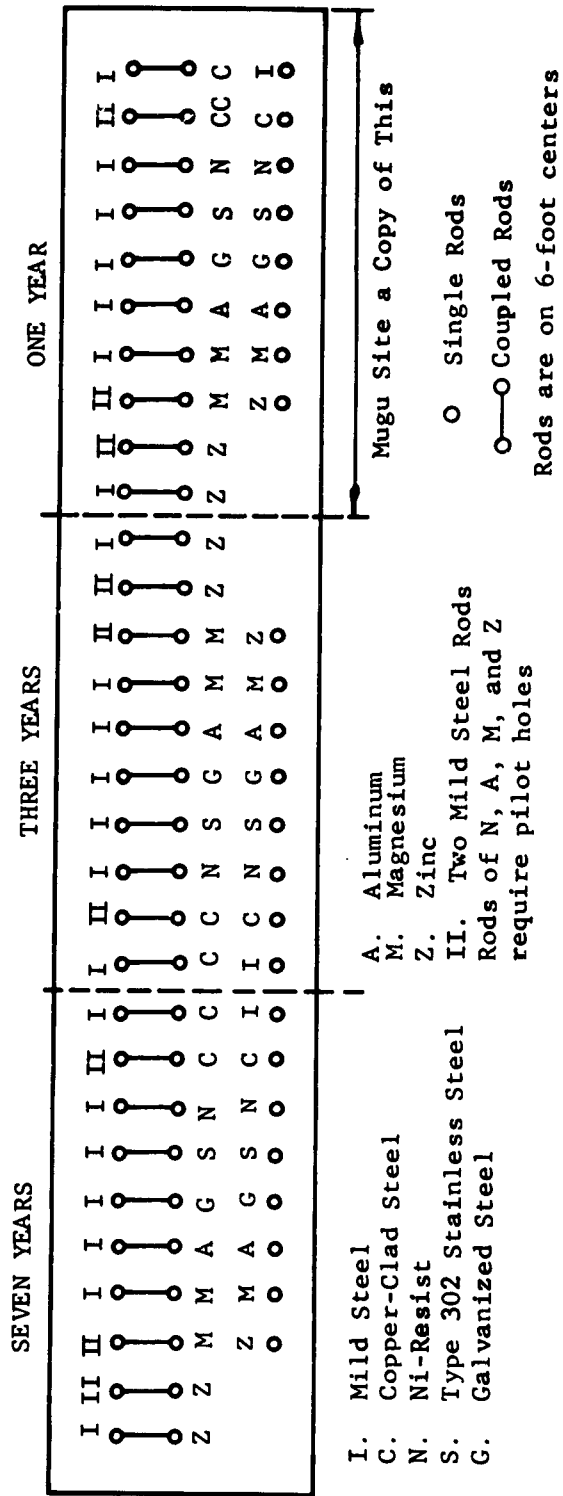 SEVEN YEARS THREE YEARS ONE YEAR
I II II I I I I I II I I II I I I I I II II I I II II I I I I I II I
Z Z M M A G S N C C C C N S G A M M Z Z Z Z M M A G S N CC C
Z M A G S N C I I C N S G A M Z Z M A G S N C I
Mugu Site a Copy of This
I. Mild Steel
C. Copper-Clad Steel
N. Ni-Resist
S. Type 302 Stainless Steel
G. Galvanized Steel
A. Aluminum
M. Magnesium
Z. Zinc
II. Two Mild Steel Rods
Rods of N, A, M, and Z
require pilot holes
Single Rods
Coupled Rods
Rods are on 6-foot centers